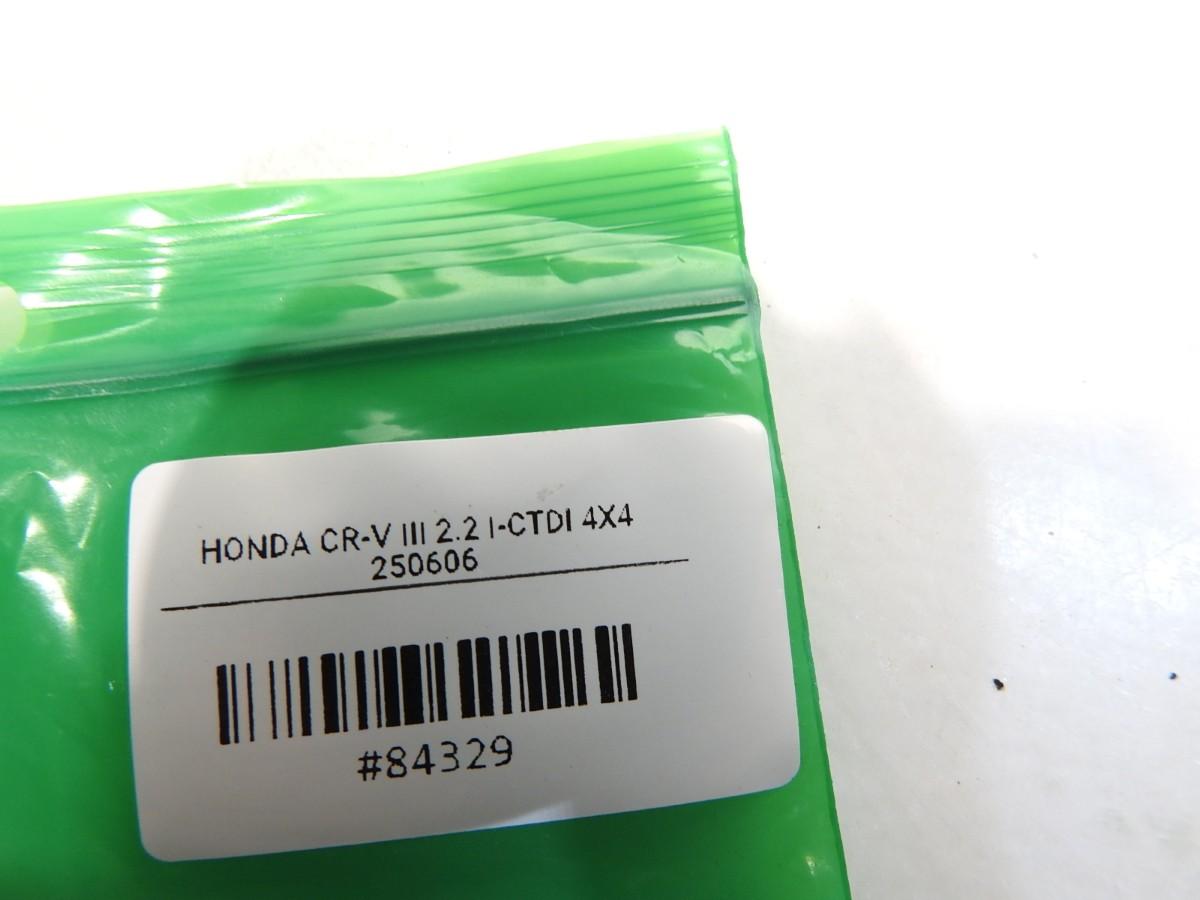 HONDA CR-V III 2.2 I-CTDI 4X4
250606
#84329